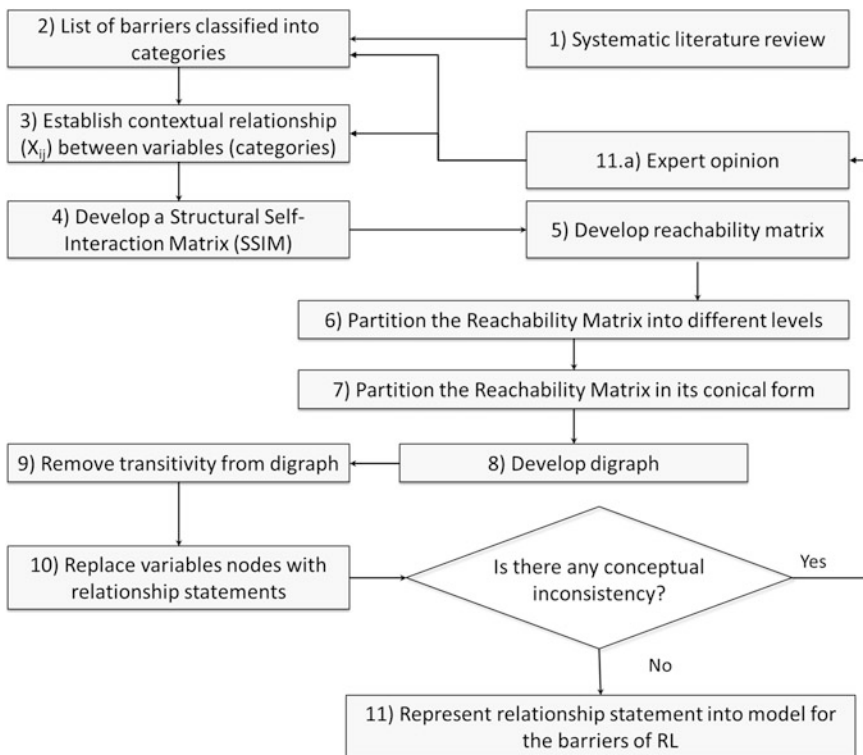 2) List of barriers classified into
categories
1) Systematic literature review
3) Establish contextual relationship
(Xij) between variables (categories)
11.a) Expert opinion
4) Develop a Structural Self-
Interaction Matrix (SSIM)
5) Develop reachability matrix
6) Partition the Reachability Matrix into different levels
7) Partition the Reachability Matrix in its conical form
9) Remove transitivity from digraph
8) Develop digraph
10) Replace variables nodes with
relationship statements
Is there any conceptual
inconsistency?
Yes
No
11) Represent relationship statement into model for
the barriers of RL